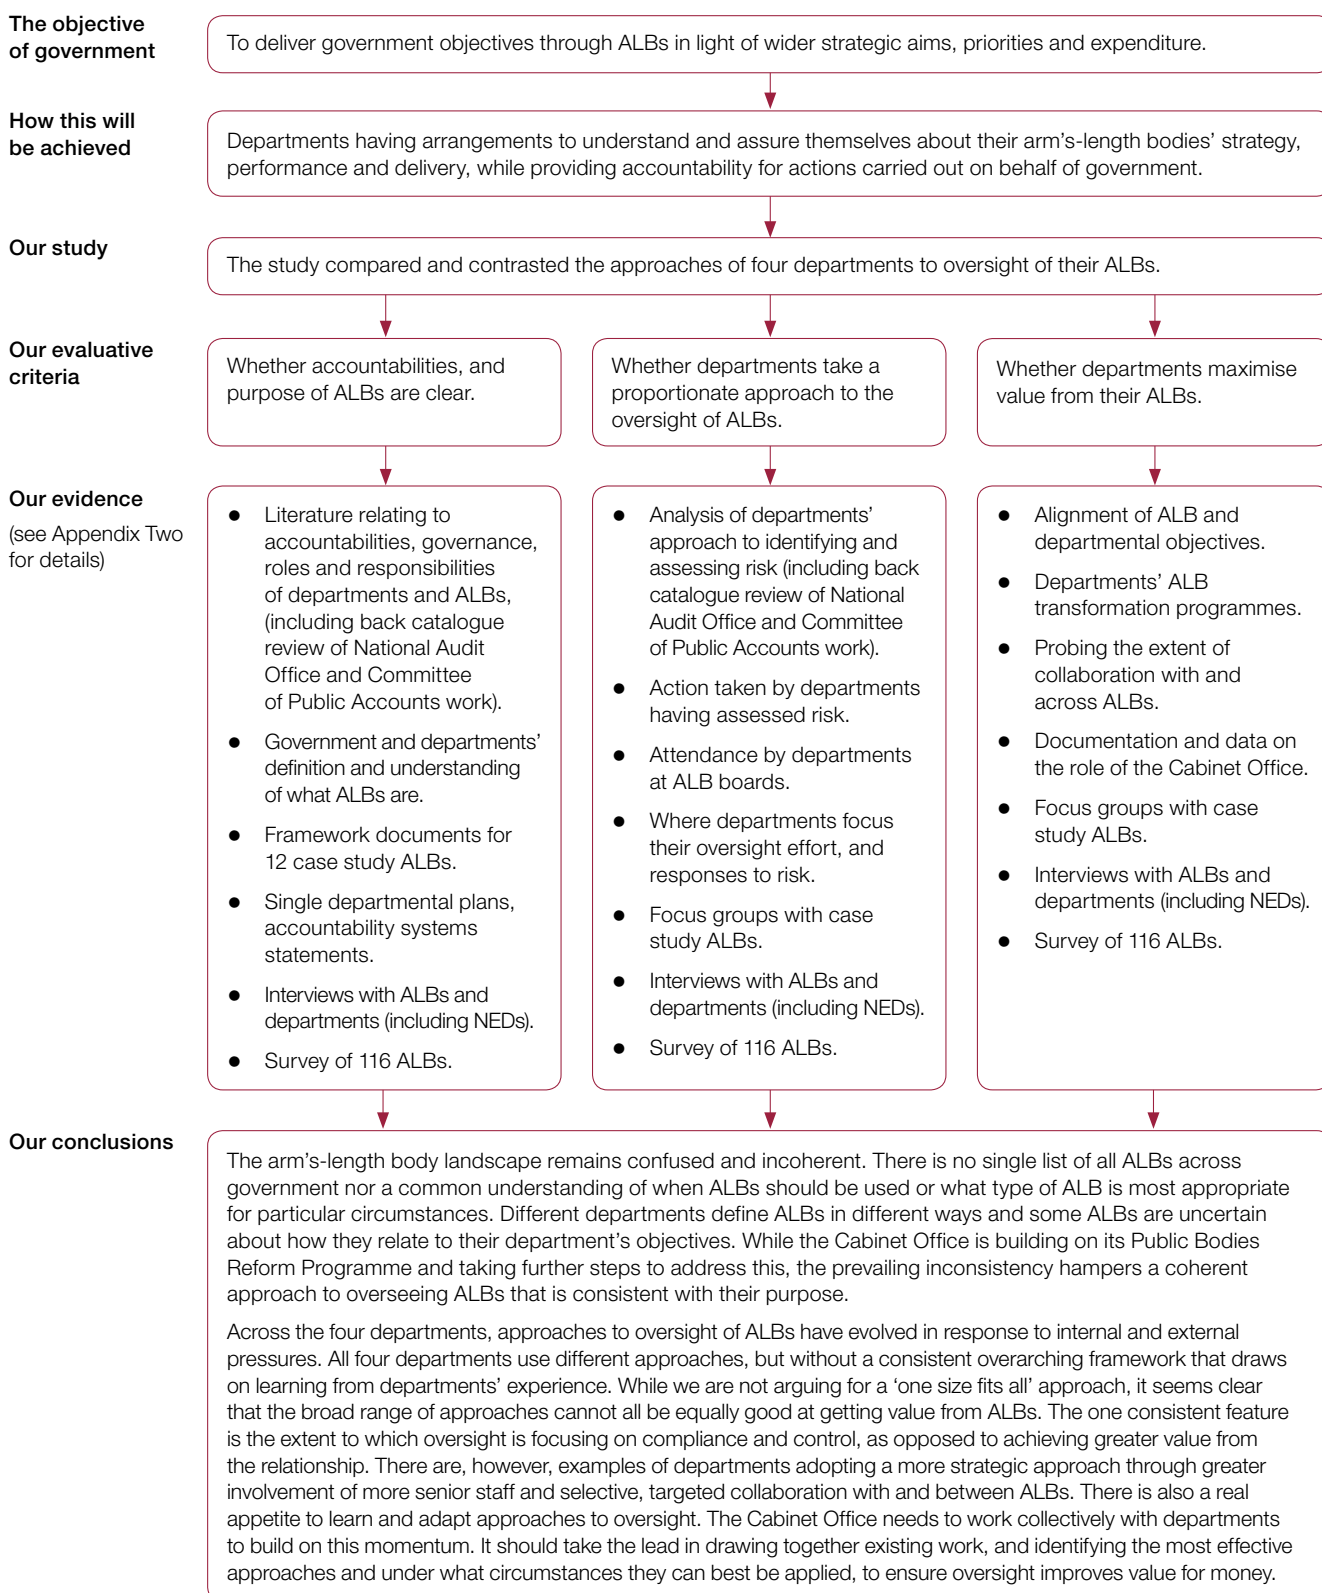 The objective
of government
To deliver government objectives through ALBs in light of wider strategic aims, priorities and expenditure.
How this will
be achieved
Departments having arrangements to understand and assure themselves about their arm's-length bodies' strategy,
performance and delivery, while providing accountability for actions carried out on behalf of government.
Our study
The study compared and contrasted the approaches of four departments to oversight of their ALBs.
Our evaluative
criteria
Whether accountabilities, and
purpose of ALBs are clear.
Whether departments take a
proportionate approach to the
oversight of ALBs.
Whether departments maximise
value from their ALBs.
Our evidence
(see Appendix Two
for details)
● Literature relating to
accountabilities, governance,
roles and responsibilities
of departments and ALBs,
(including back catalogue
review of National Audit
Office and Committee
of Public Accounts work).
● Government and departments'
definition and understanding
of what ALBs are.
● Framework documents for
12 case study ALBs.
● Single departmental plans,
accountability systems
statements.
● Interviews with ALBs and
departments (including NEDs).
● Survey of 116 ALBs.
● Analysis of departments'
approach to identifying and
assessing risk (including back
catalogue review of National
Audit Office and Committee
of Public Accounts work).
● Action taken by departments
having assessed risk.
● Attendance by departments
at ALB boards.
● Where departments focus
their oversight effort, and
responses to risk.
● Focus groups with case
study ALBs.
● Interviews with ALBs and
departments (including NEDs).
● Survey of 116 ALBs.
● Alignment of ALB and
departmental objectives.
● Departments' ALB
transformation programmes.
● Probing the extent of
collaboration with and
across ALBs.
● Documentation and data on
the role of the Cabinet Office.
● Focus groups with case
study ALBs.
● Interviews with ALBs and
departments (including NEDs).
● Survey of 116 ALBs.
Our conclusions
The arm's-length body landscape remains confused and incoherent. There is no single list of all ALBs across
government nor a common understanding of when ALBs should be used or what type of ALB is most appropriate
for particular circumstances. Different departments define ALBs in different ways and some ALBs are uncertain
about how they relate to their department's objectives. While the Cabinet Office is building on its Public Bodies
Reform Programme and taking further steps to address this, the prevailing inconsistency hampers a coherent
approach to overseeing ALBs that is consistent with their purpose.
Across the four departments, approaches to oversight of ALBs have evolved in response to internal and external
pressures. All four departments use different approaches, but without a consistent overarching framework that draws
on learning from departments' experience. While we are not arguing for a 'one size fits all' approach, it seems clear
that the broad range of approaches cannot all be equally good at getting value from ALBs. The one consistent feature
is the extent to which oversight is focusing on compliance and control, as opposed to achieving greater value from
the relationship. There are, however, examples of departments adopting a more strategic approach through greater
involvement of more senior staff and selective, targeted collaboration with and between ALBs. There is also a real
appetite to learn and adapt approaches to oversight. The Cabinet Office needs to work collectively with departments
to build on this momentum. It should take the lead in drawing together existing work, and identifying the most effective
approaches and under what circumstances they can best be applied, to ensure oversight improves value for money.